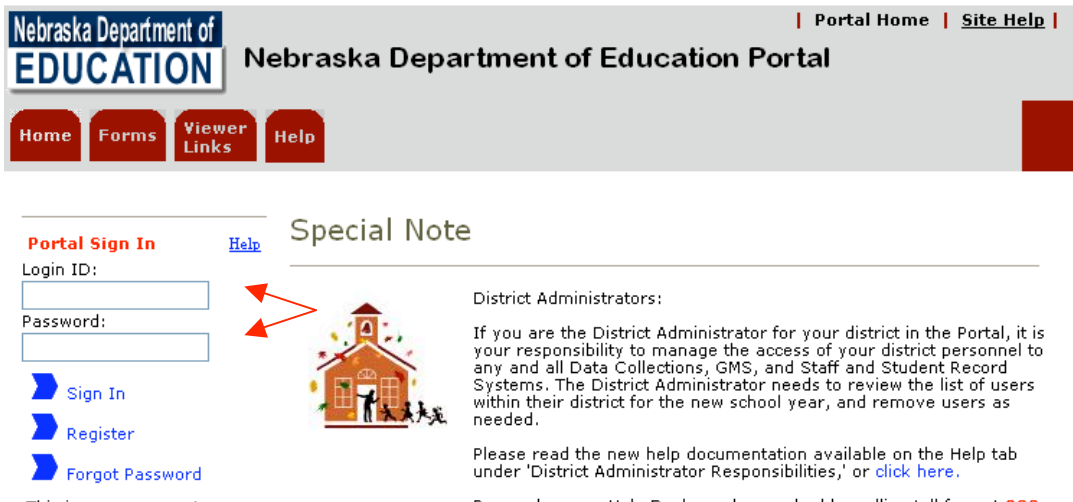 Nebraska Department of
EDUCATION
Portal Home | Site Help |
Nebraska Department of Education Portal
Home
Forms
Viewer
Links
Help
Portal Sign In
Help
Login ID:
Password:
Sign In
Register
Forgot Password
Special Note
District Administrators:
If you are the District Administrator for your district in the Portal, it is
your responsibility to manage the access of your district personnel to
any and all Data Collections, GMS, and Staff and Student Record
Systems. The District Administrator needs to review the list of users
within their district for the new school year, and remove users as
needed.
Please read the new help documentation available on the Help tab
under 'District Administrator Responsibilities,' or click here.